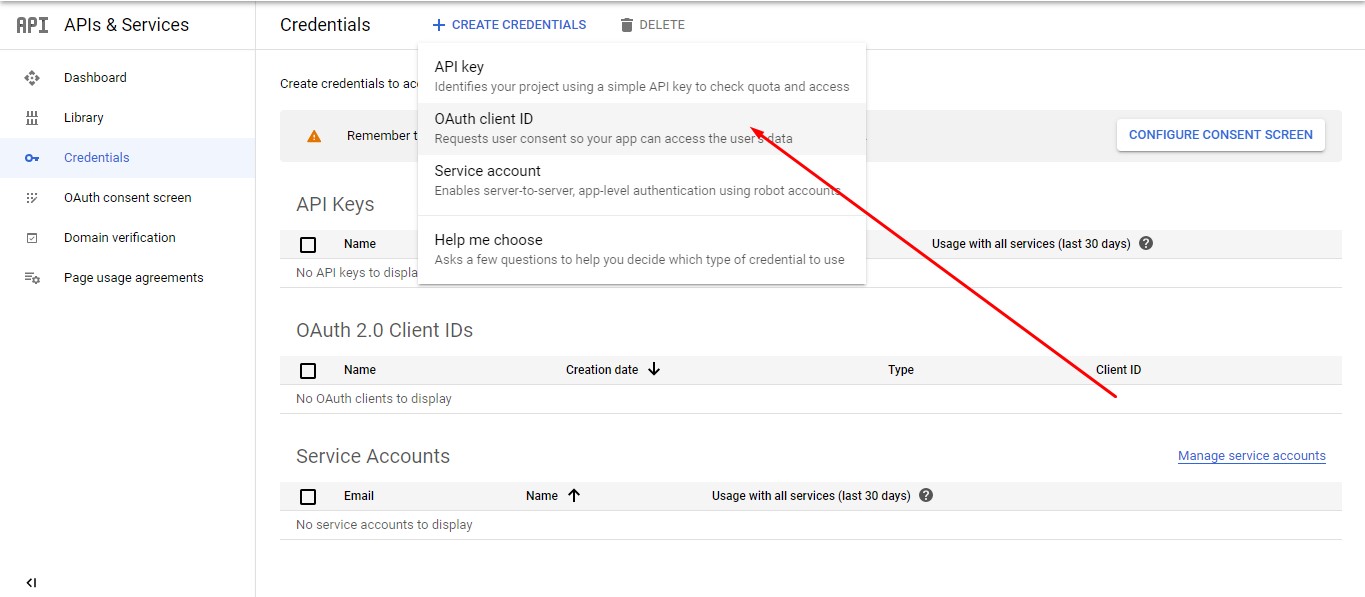 API APIs & Services
Credentials
+ CREATE CREDENTIALS
DELETE
Dashboard
Library
Credentials
OAuth consent screen
Domain verification
Page usage agreements
Create credentials to
API key
Identifies your project using a simple API key to check quota and access
OAuth client ID
Requests user consent so your app can access the user's data
Service account
Enables server-to-server, app-level authentication using robot accounts
Help me choose
Asks a few questions to help you decide which type of credential to use
Remember
CONFIGURE CONSENT SCREEN
API Keys
Name Usage with all services (last 30 days) ?
No API keys to
OAuth 2.0 Client IDs
Name Creation date Type Client ID
No OAuth clients to display
Service Accounts
Manage service accounts
Email Name Usage with all services (last 30 days) ?
No service accounts to display